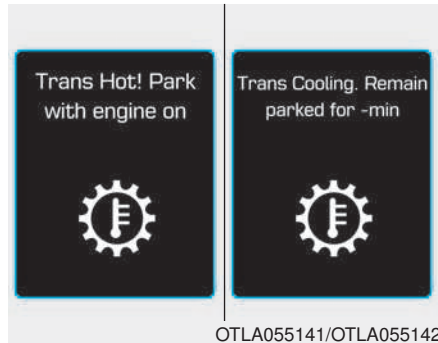 Trans Hot! Park
with engine on
Trans Cooling. Remain
parked for -min
OTLA055141/OTLA055142